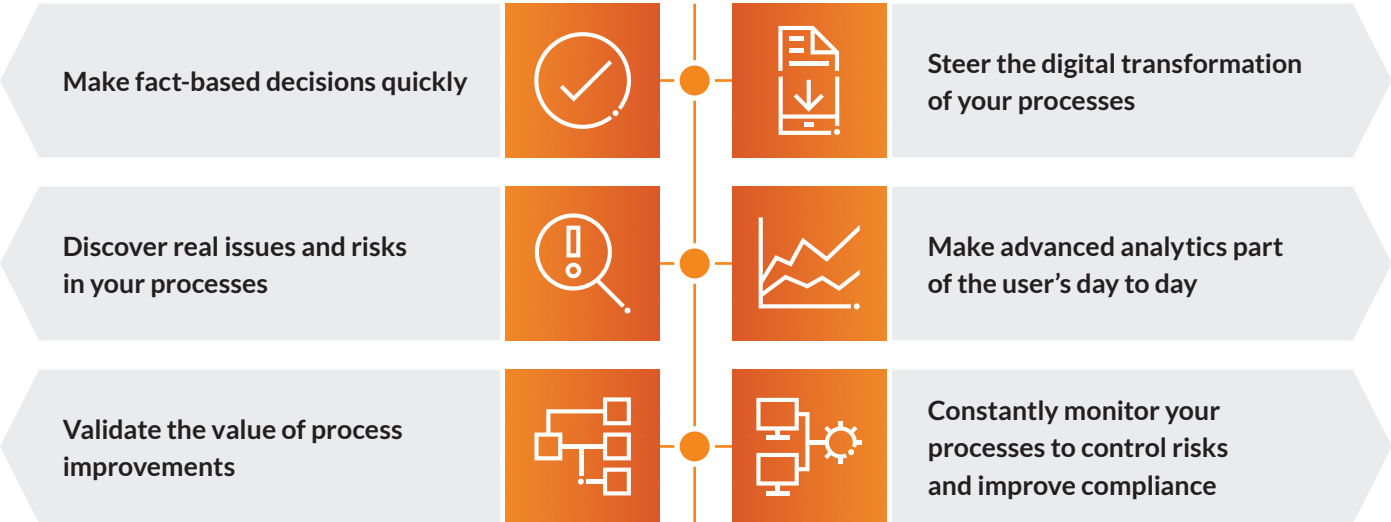 Make fact-based decisions quickly
Steer the digital transformation
of your processes
Discover real issues and risks
in your processes
Make advanced analytics part
of the user’s day to day
Validate the value of process
improvements
Constantly monitor your
processes to control risks
and improve compliance